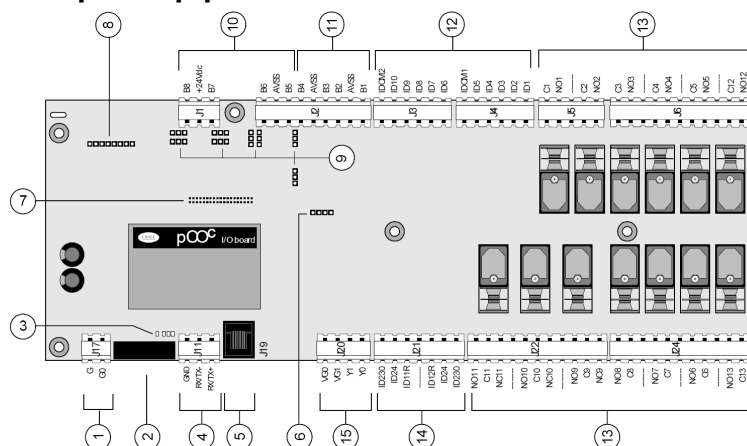 8
10
11
12
13
B8
+24Vdc
B7
B6
AVSS
B5
B4
AVSS
B3
B2
AVSS
B1
IDCM2
ID10
ID9
ID8
ID7
ID6
IDCM1
ID5
ID4
ID3
ID2
ID1
C1
NO1
C2
NO2
C3
NO3
C4
NO4
C5
NO5
C12
NO12
J1
J2
J3
J4
J5
J6
9
7
6
pCOC
I/O board
3
J17
J11
J19
J20
J21
J22
J24
G
G0
GND
RX/TX-
RX/TX+
VG0
VG1
Y1
Y0
ID230
ID24
ID11R
ID12R
ID24
ID230
NO11
C11
NC11
NO10
C10
NC10
NO9
C9
NC9
NO8
C8
NO7
C7
NO6
C6
NO13
C13
1
2
4
5
6
15
14
13